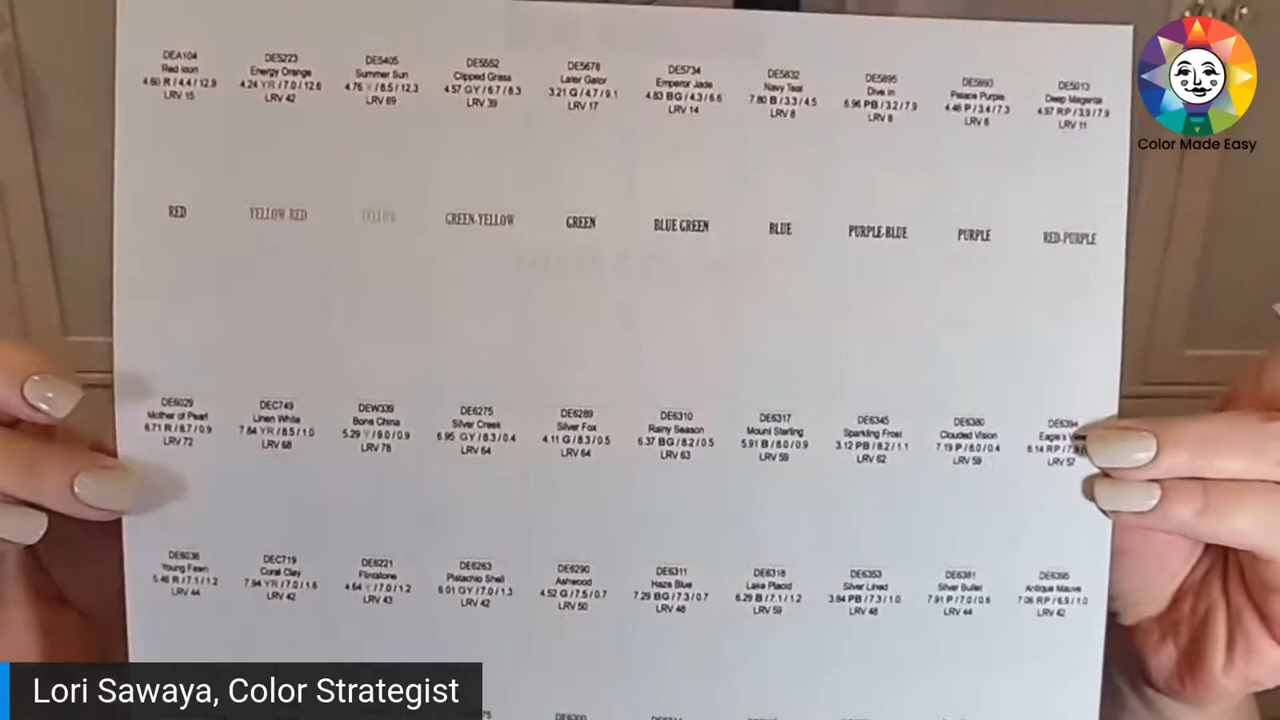 DEA104 DE5223 DE5405 DE5552 DE5678 DE5734 DE5832 DE5895 DE5013
Red Icon Energy Orange Summer Sun Clipped Grass Later Gator Emperor Jade Navy Teal Dive In Palace Purple Deep Magenta
4.60 R / 4.4 / 12.9 4.24 YR / 7.0 / 12.6 4.76 Y / 8.5 / 12.3 4.57 GY / 6.7 / 8.3 3.21 G / 4.7 / 9.1 4.83 BG / 4.3 / 6.6 7.80 B / 3.3 / 4.5 6.96 PB / 3.2 / 7.9 4.46 P / 3.4 / 7.3 4.97 RP / 3.9 / 7.9
LRV 15 LRV 42 LRV 69 LRV 39 LRV 17 LRV 14 LRV 8 LRV 8 LRV 8 LRV 11
Color Made Easy
RED YELLOW-RED YELLOW GREEN-YELLOW GREEN BLUE GREEN BLUE PURPLE-BLUE PURPLE RED-PURPLE
DE6029 DEC749 DEW339 DE6275 DE6289 DE6310 DE6317 DE6345 DE6380 DE6394
Mother of Pearl Linen White Bone China Silver Creek Silver Fox Rainy Season Mount Sterling Sparkling Frost Clouded Vision Eagle's
6.71 R / 8.7 / 0.9 7.84 YR / 8.5 / 1.0 5.29 Y / 9.0 / 0.9 6.95 GY / 8.3 / 0.4 4.11 G / 8.3 / 0.5 6.37 BG / 8.2 / 0.5 5.91 B / 8.0 / 0.9 3.12 PB / 8.2 / 1.1 7.19 P / 8.0 / 0.4 6.14 RP /
LRV 72 LRV 68 LRV 78 LRV 64 LRV 64 LRV 63 LRV 59 LRV 62 LRV 59 LRV 57
DE6036 DEC719 DE6221 DE6263 DE6290 DE6311 DE6318 DE6353 DE6381 DE6395
Young Fawn Coral Clay Flintstone Pistachio Shell Ashwood Haze Blue Lake Placid Silver Lined Silver Bullet Antique Mauve
5.46 R / 7.1 / 1.2 7.94 YR / 7.0 / 1.6 4.64 Y / 7.0 / 1.2 6.01 GY / 7.0 / 1.3 4.52 G / 7.5 / 0.7 7.29 BG / 7.3 / 0.7 6.29 B / 7.1 / 1.2 3.84 PB / 7.3 / 1.0 7.91 P / 7.0 / 0.6 7.06 RP / 6.9 / 1.0
LRV 44 LRV 42 LRV 43 LRV 42 LRV 50 LRV 48 LRV 59 LRV 48 LRV 44 LRV 42
Lori Sawaya, Color Strategist